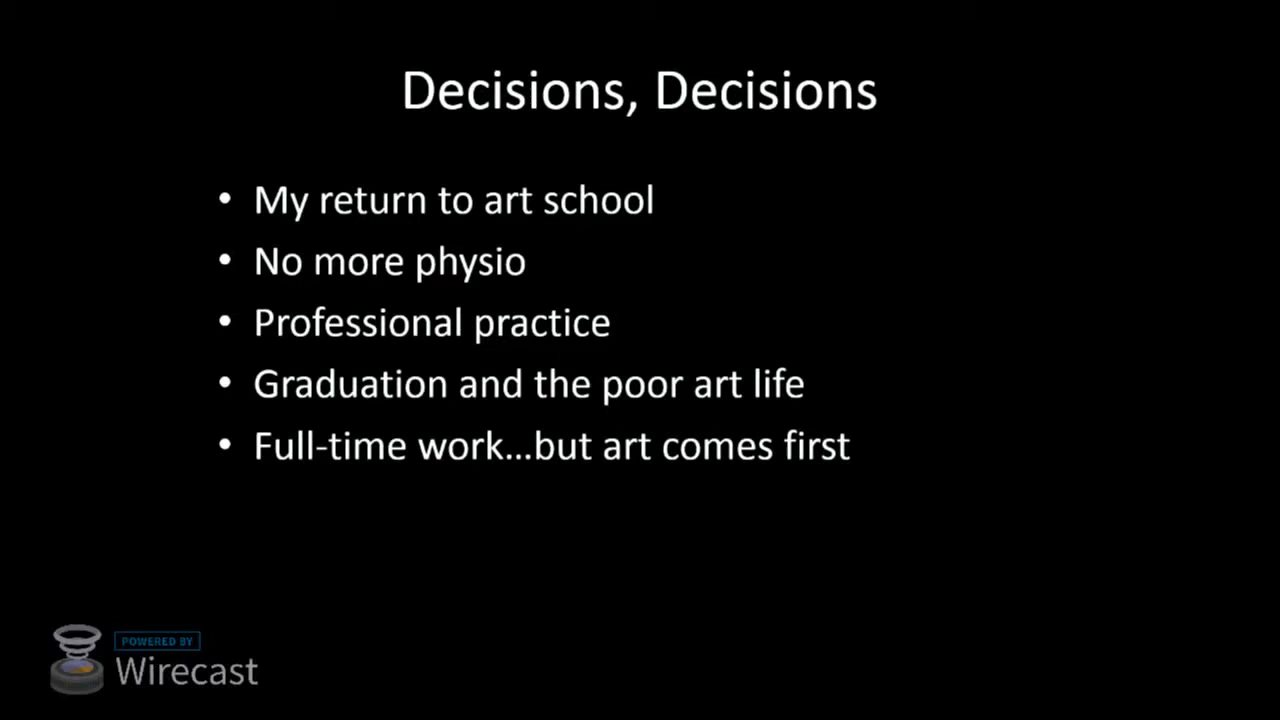 Decisions, Decisions
• My return to art school
• No more physio
• Professional practice
• Graduation and the poor art life
• Full-time work...but art comes first
POWERED BY
Wirecast